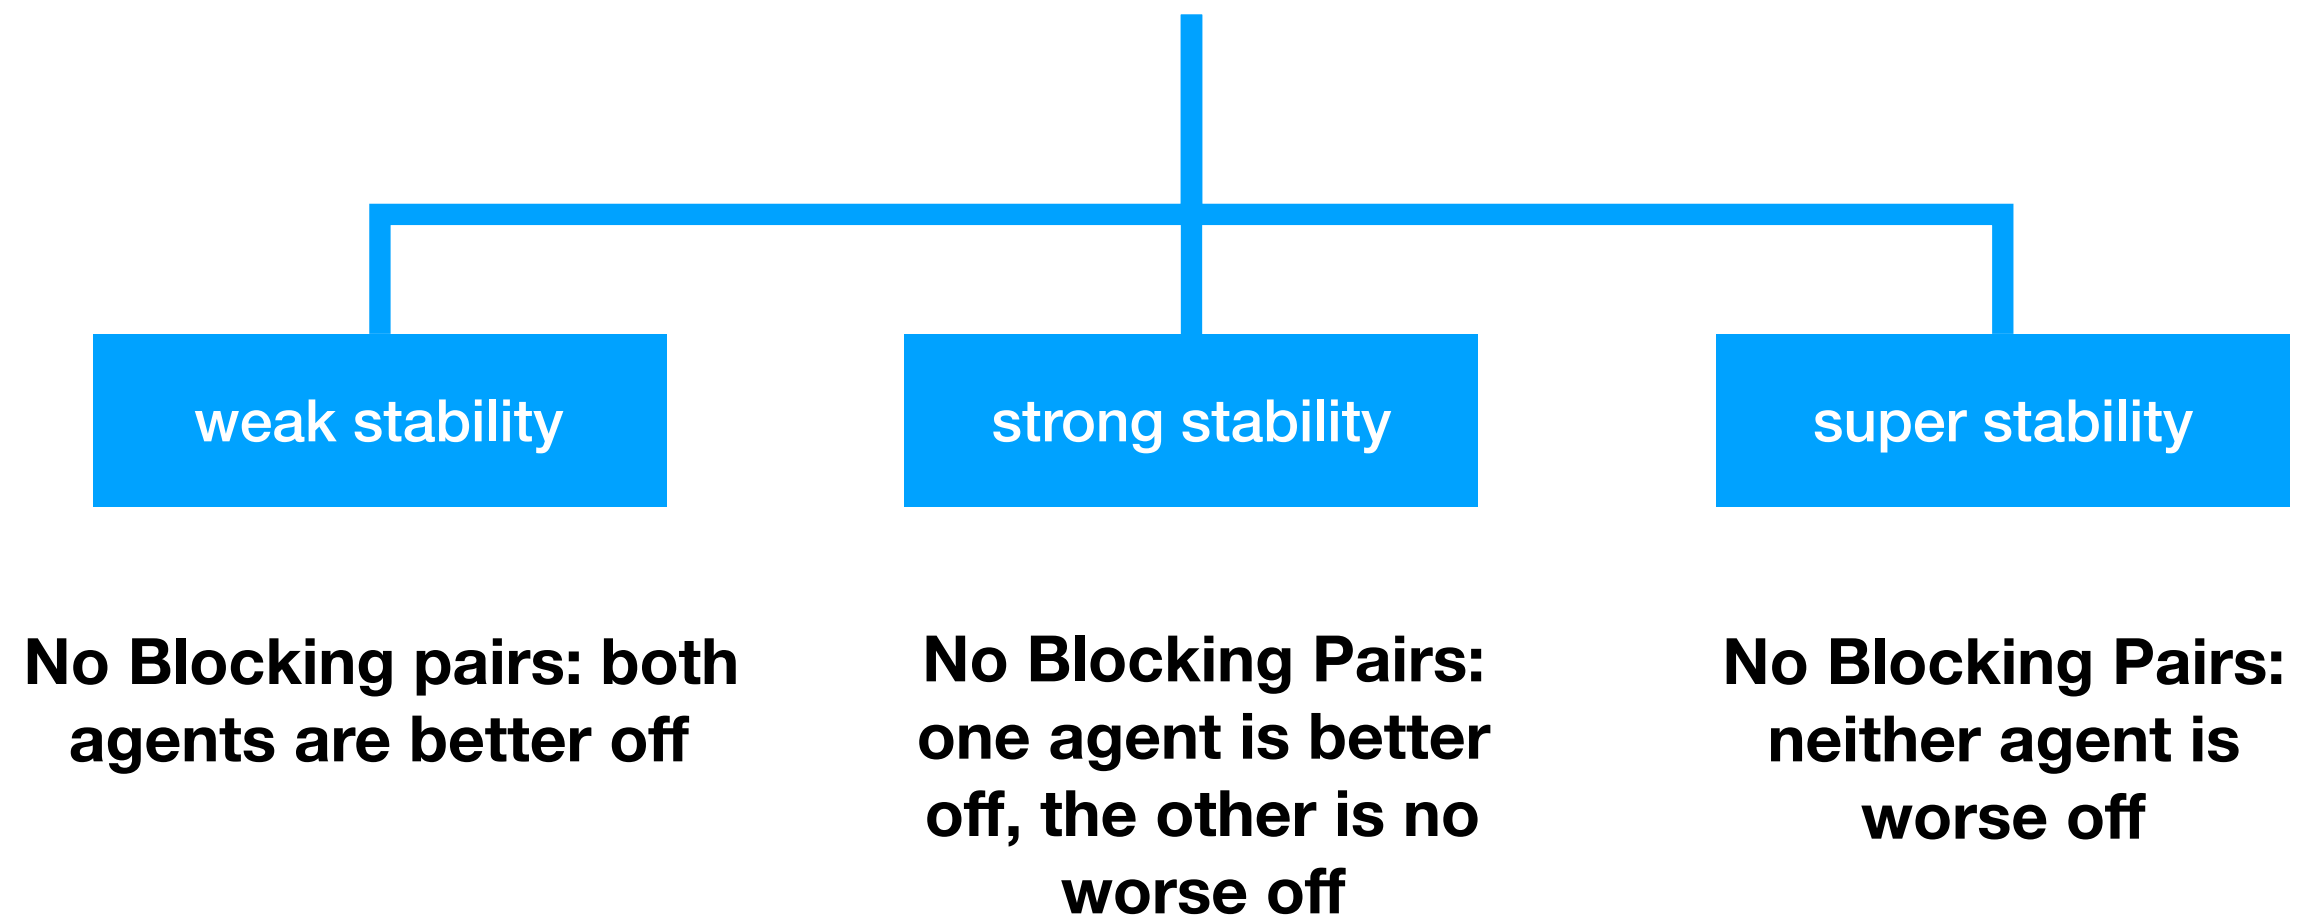 weak stability
strong stability
super stability
No Blocking pairs: both
agents are better off
No Blocking Pairs:
one agent is better
off, the other is no
worse off
No Blocking Pairs:
neither agent is
worse off